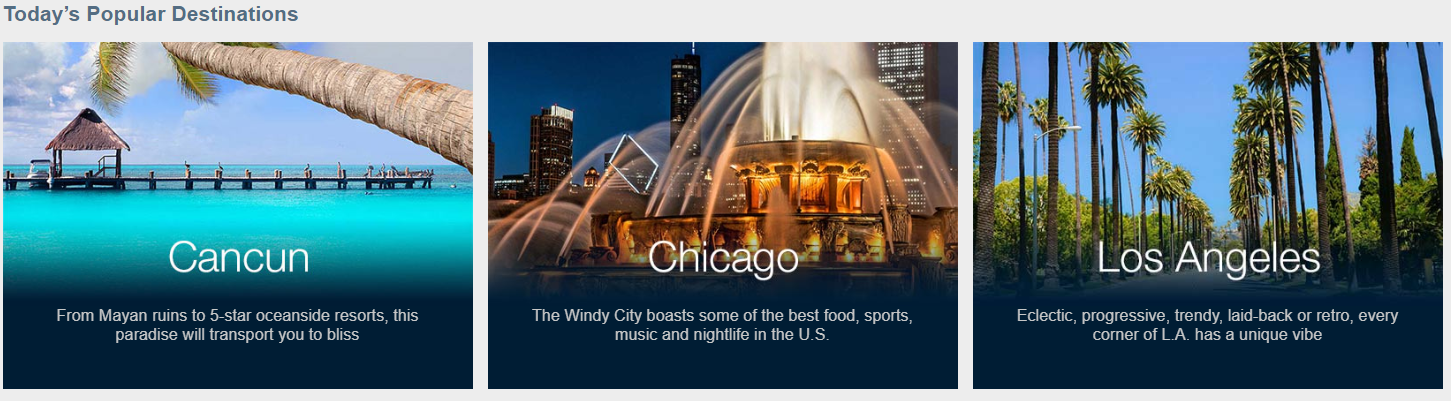 Today’s Popular Destinations
Cancun
From Mayan ruins to 5-star oceanside resorts, this
paradise will transport you to bliss
Chicago
The Windy City boasts some of the best food, sports,
music and nightlife in the U.S.
Los Angeles
Eclectic, progressive, trendy, laid-back or retro, every
corner of L.A. has a unique vibe